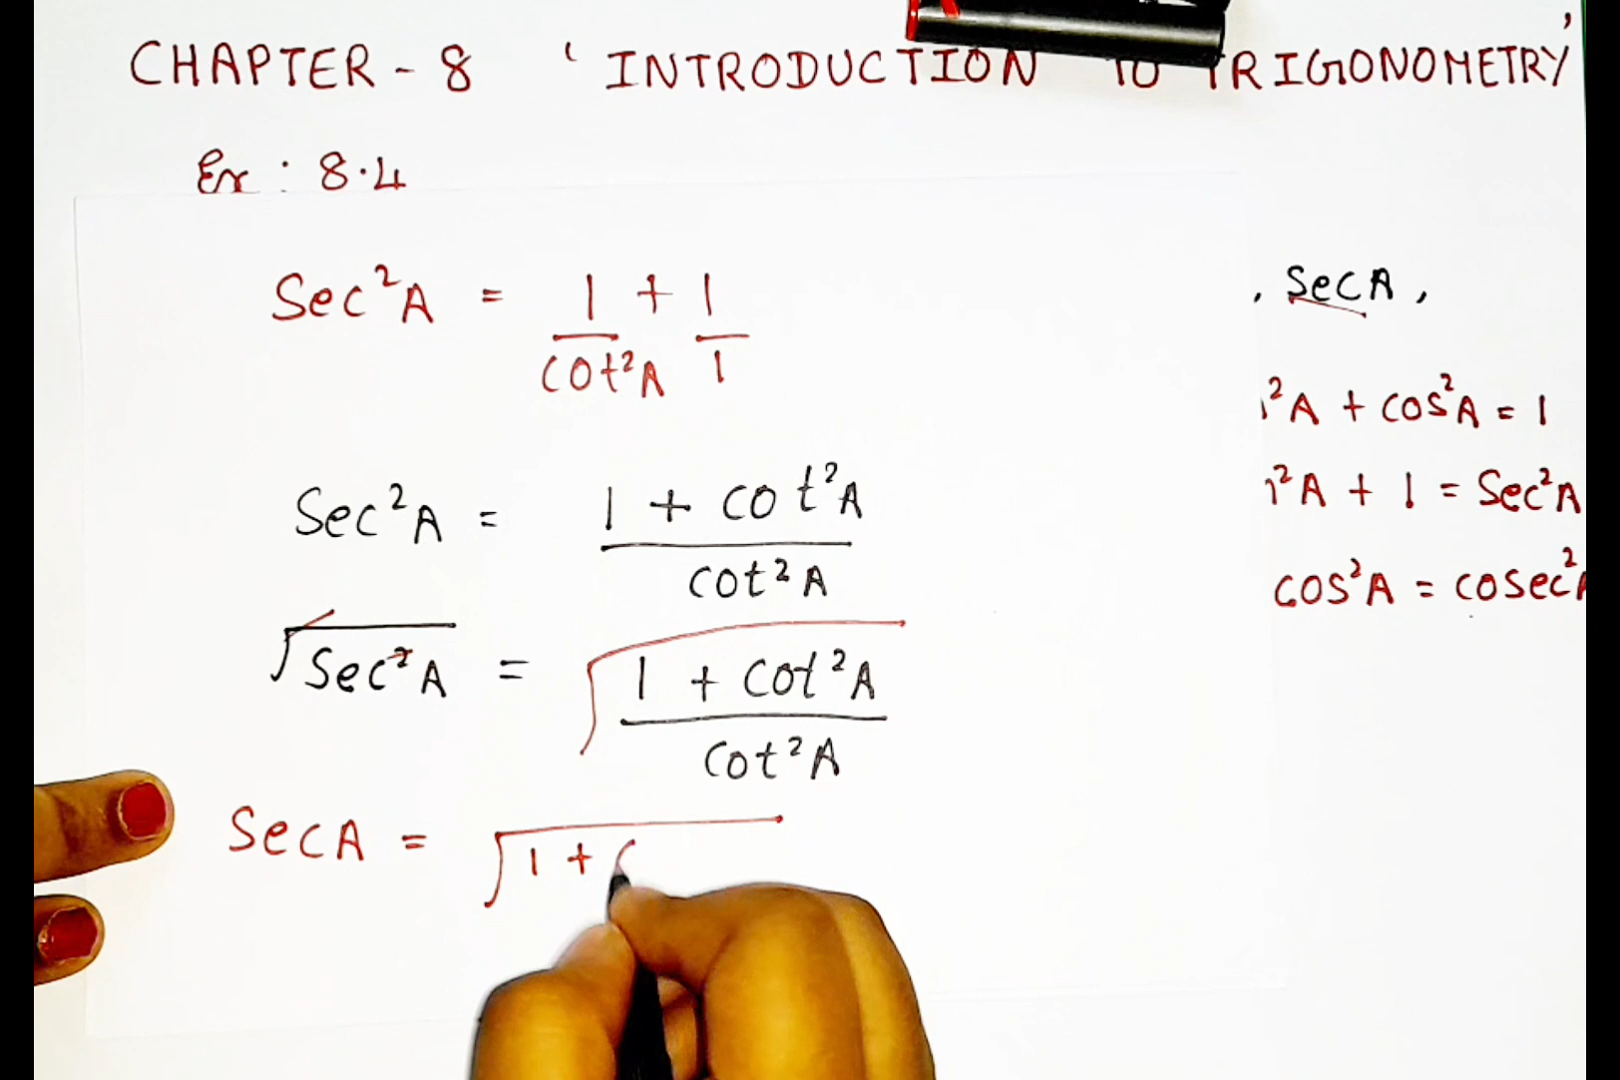 CHAPTER - 8 ' INTRODUCTION TO TRIGONOMETRY '
Ex : 8.4
Sec²A = 1/cot²A + 1/1
, SecA ,
²A + cos²A = 1
²A + 1 = Sec²A
Sec²A = (1 + cot²A)/cot²A
cos²A = cosec²A
√Sec²A = √((1 + cot²A)/cot²A)
SecA = √1 + c